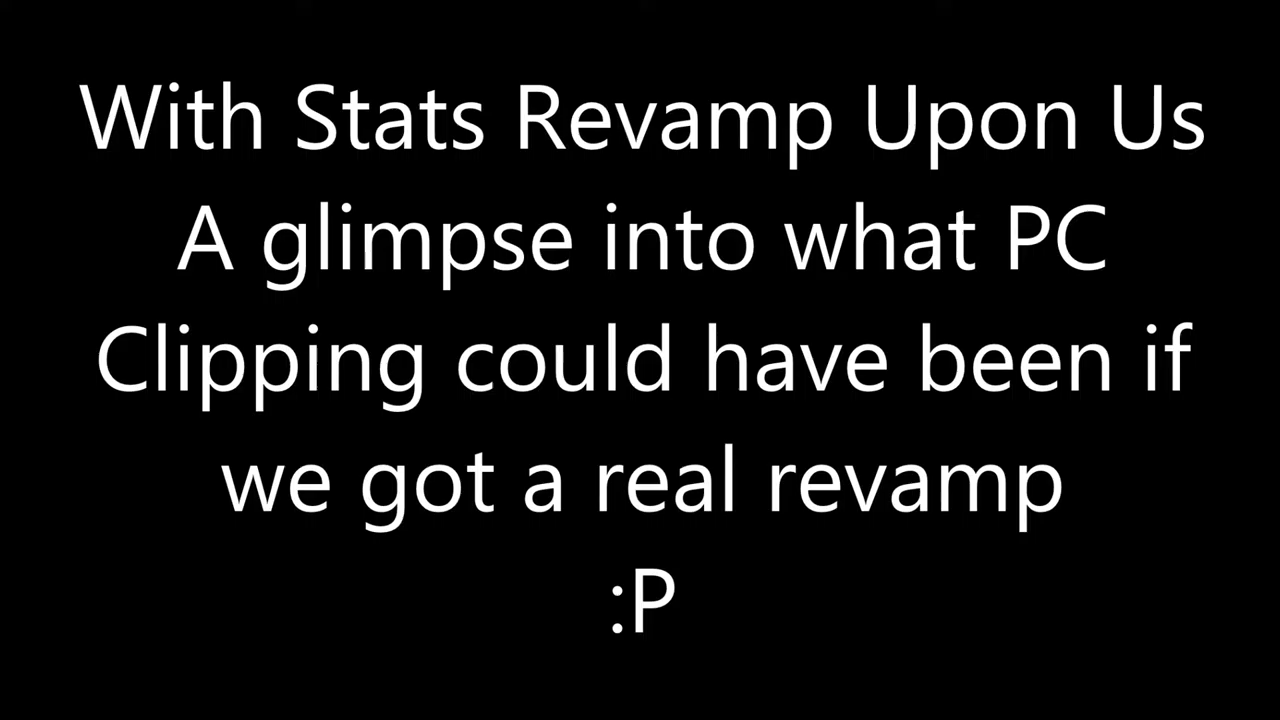 With Stats Revamp Upon Us
A glimpse into what PC
Clipping could have been if
we got a real revamp
:P